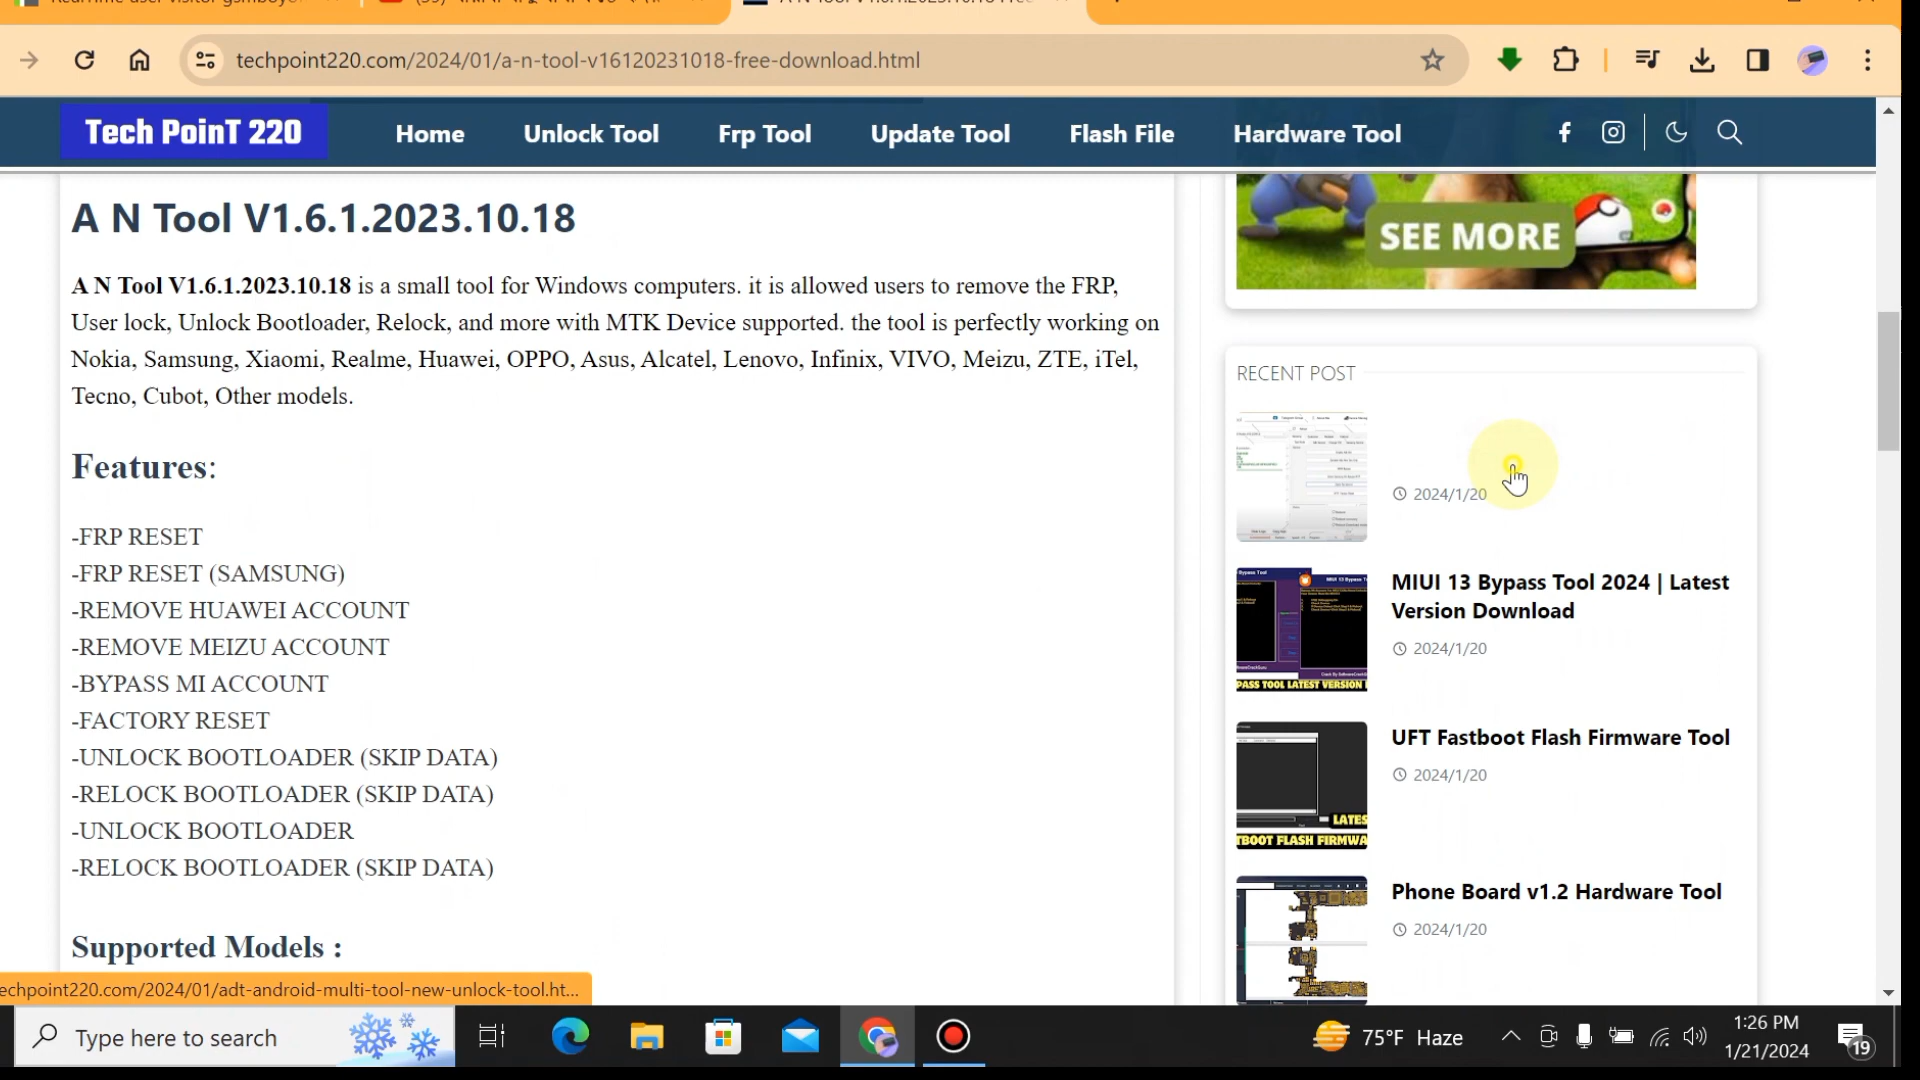 techpoint220.com/2024/01/a-n-tool-v16120231018-free-download.html
Tech PoinT 220
Home
Unlock Tool
Frp Tool
Update Tool
Flash File
Hardware Tool
A N Tool V1.6.1.2023.10.18
A N Tool V1.6.1.2023.10.18 is a small tool for Windows computers. it is allowed users to remove the FRP,
User lock, Unlock Bootloader, Relock, and more with MTK Device supported. the tool is perfectly working on
Nokia, Samsung, Xiaomi, Realme, Huawei, OPPO, Asus, Alcatel, Lenovo, Infinix, VIVO, Meizu, ZTE, iTel,
Tecno, Cubot, Other models.
Features:
-FRP RESET
-FRP RESET (SAMSUNG)
-REMOVE HUAWEI ACCOUNT
-REMOVE MEIZU ACCOUNT
-BYPASS MI ACCOUNT
-FACTORY RESET
-UNLOCK BOOTLOADER (SKIP DATA)
-RELOCK BOOTLOADER (SKIP DATA)
-UNLOCK BOOTLOADER
-RELOCK BOOTLOADER (SKIP DATA)
Supported Models :
SEE MORE
RECENT POST
2024/1/20
MIUI 13 Bypass Tool 2024 | Latest
Version Download
2024/1/20
PASS TOOL LATEST VERSION
UFT Fastboot Flash Firmware Tool
2024/1/20
LATES
TBOOT FLASH FIRMWA
Phone Board v1.2 Hardware Tool
2024/1/20
echpoint220.com/2024/01/adt-android-multi-tool-new-unlock-tool.ht...
Type here to search
75°F Haze
1:26 PM
1/21/2024
19